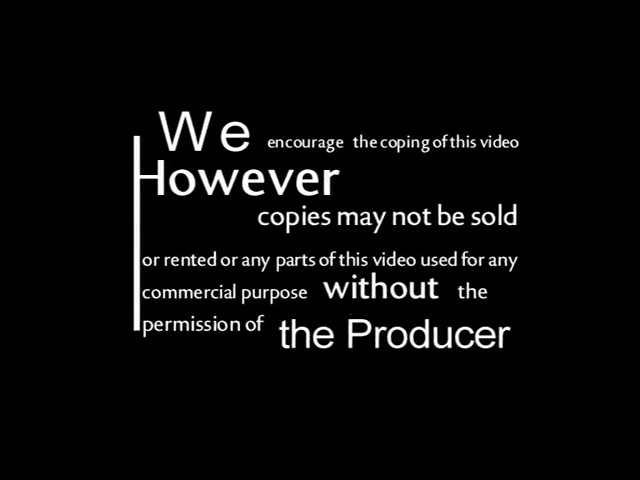 We encourage the coping of this video
However
copies may not be sold
or rented or any parts of this video used for any
commercial purpose without the
permission of the Producer